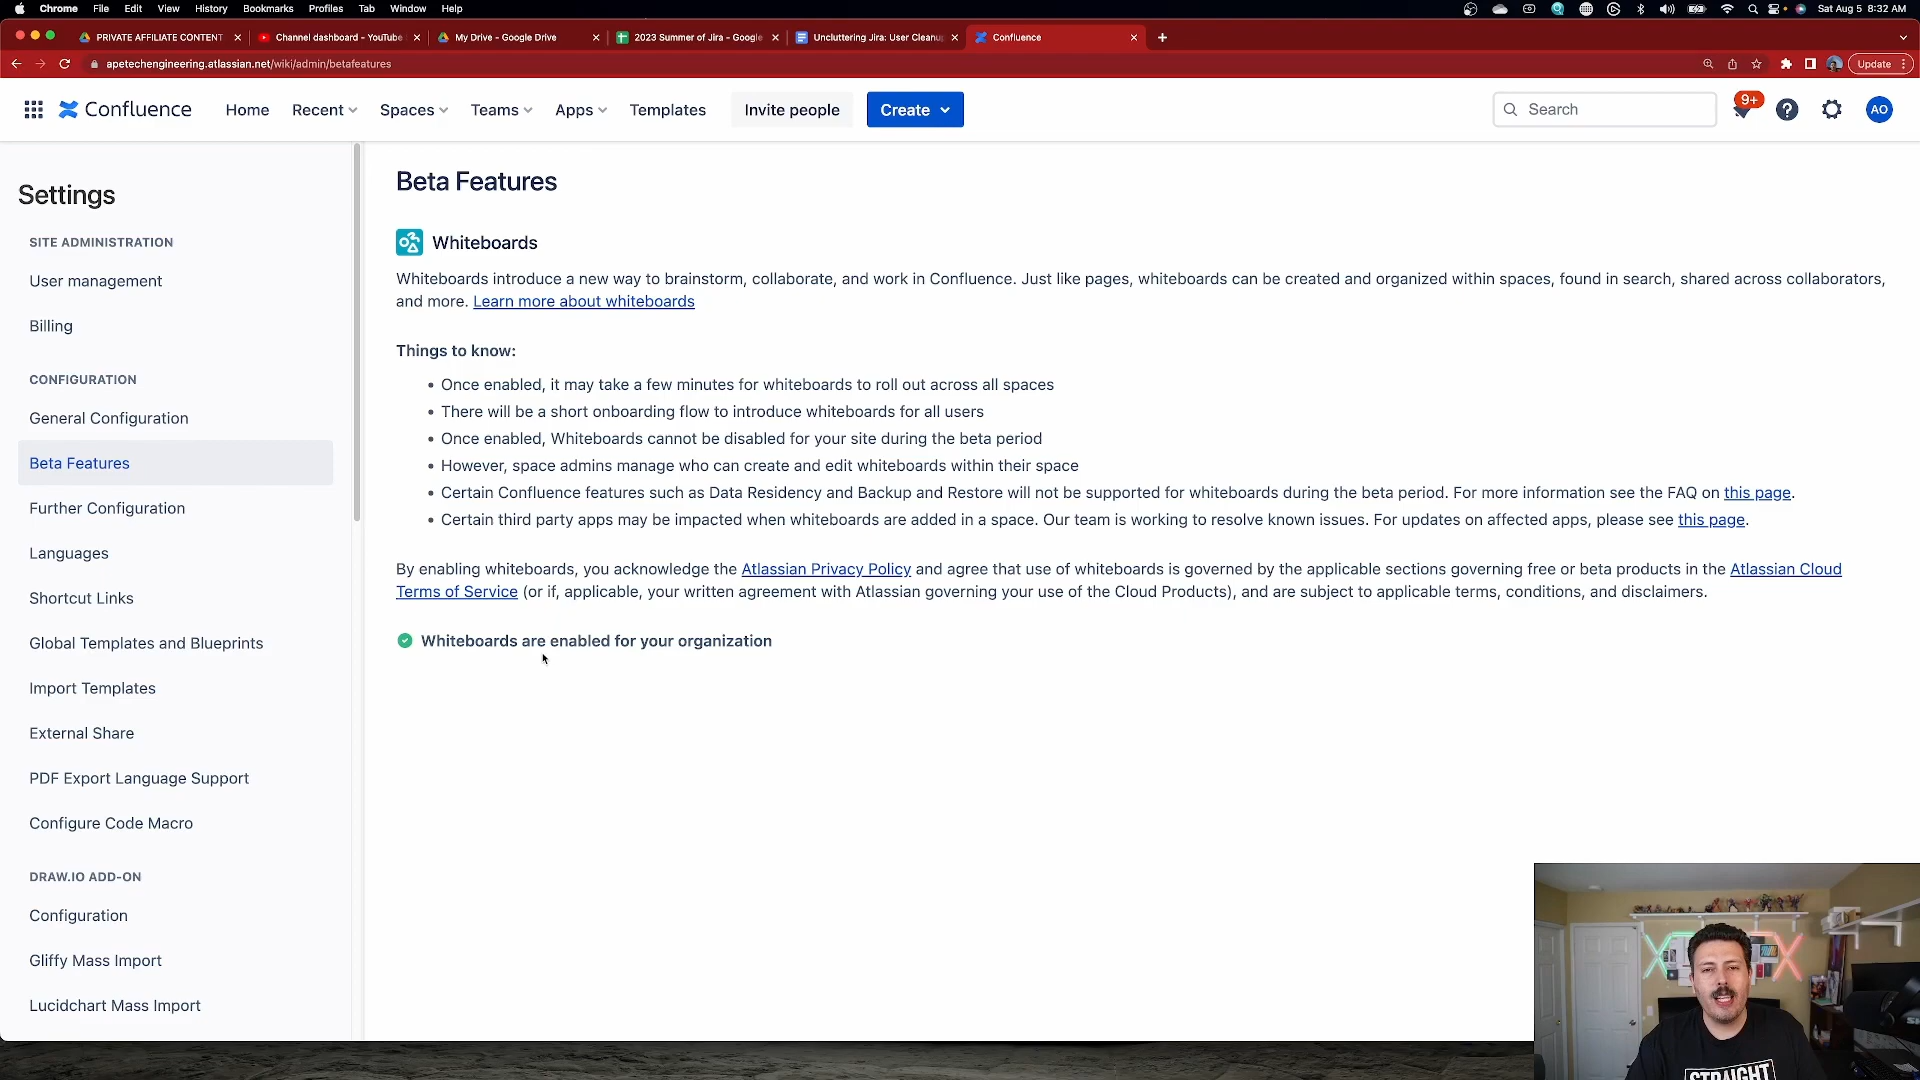 Chrome File Edit View History Bookmarks Profiles Tab Window Help Sat Aug 5 8:32 AM
PRIVATE AFFILIATE CONTENT Channel dashboard - YouTube My Drive - Google Drive 2023 Summer of Jira - Google Uncluttering Jira: User Cleanu Confluence
apetechengineering.atlassian.net/wiki/admin/betafeatures Update
Confluence Home Recent Spaces Teams Apps Templates Invite people Create Search 9+ AO
Settings
SITE ADMINISTRATION
User management
Billing
CONFIGURATION
General Configuration
Beta Features
Further Configuration
Languages
Shortcut Links
Global Templates and Blueprints
Import Templates
External Share
PDF Export Language Support
Configure Code Macro
DRAW.IO ADD-ON
Configuration
Gliffy Mass Import
Lucidchart Mass Import
Beta Features
Whiteboards
Whiteboards introduce a new way to brainstorm, collaborate, and work in Confluence. Just like pages, whiteboards can be created and organized within spaces, found in search, shared across collaborators,
and more. Learn more about whiteboards
Things to know:
• Once enabled, it may take a few minutes for whiteboards to roll out across all spaces
• There will be a short onboarding flow to introduce whiteboards for all users
• Once enabled, Whiteboards cannot be disabled for your site during the beta period
• However, space admins manage who can create and edit whiteboards within their space
• Certain Confluence features such as Data Residency and Backup and Restore will not be supported for whiteboards during the beta period. For more information see the FAQ on this page.
• Certain third party apps may be impacted when whiteboards are added in a space. Our team is working to resolve known issues. For updates on affected apps, please see this page.
By enabling whiteboards, you acknowledge the Atlassian Privacy Policy and agree that use of whiteboards is governed by the applicable sections governing free or beta products in the Atlassian Cloud
Terms of Service (or if, applicable, your written agreement with Atlassian governing your use of the Cloud Products), and are subject to applicable terms, conditions, and disclaimers.
Whiteboards are enabled for your organization
STRAIGHT